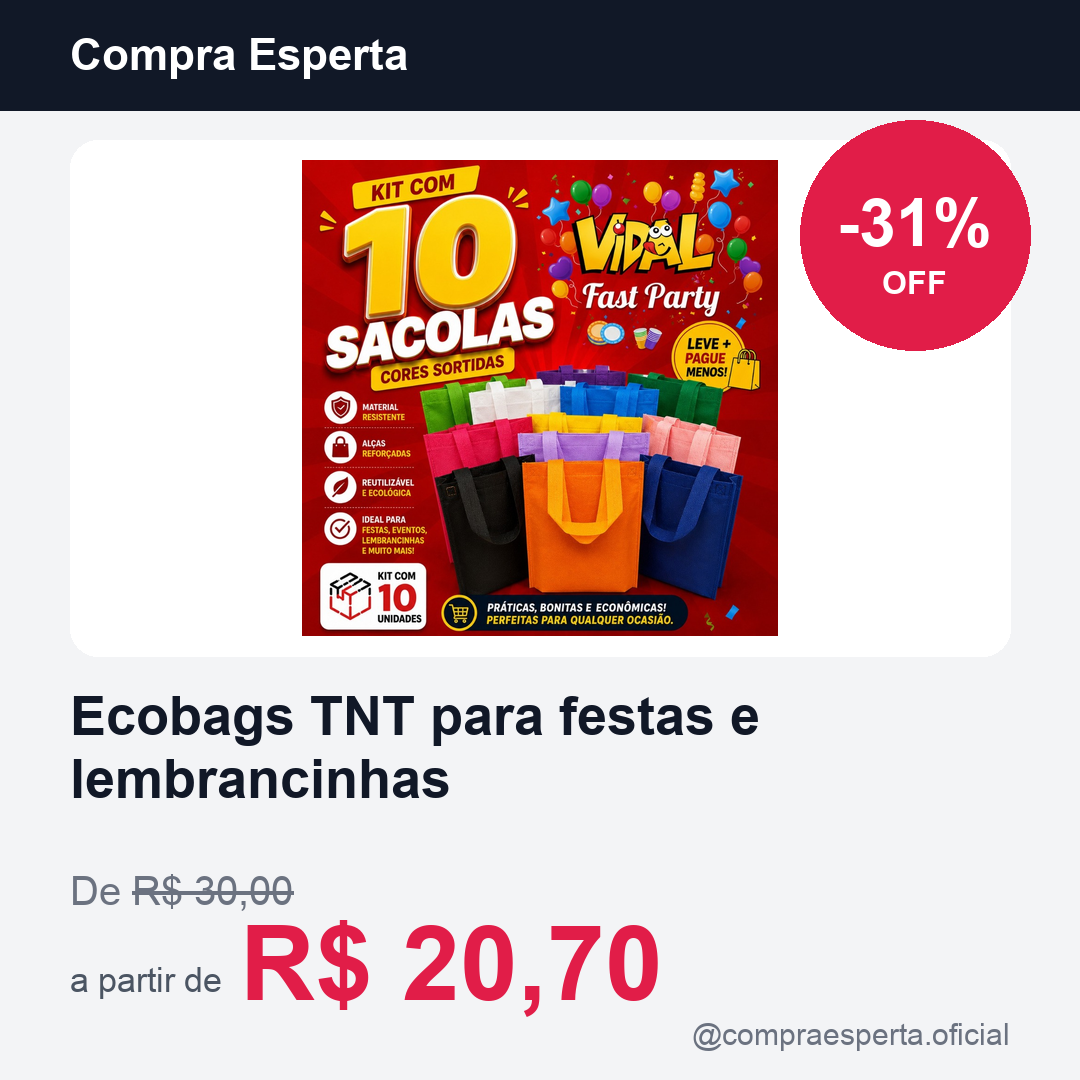 Compra Esperta
-31%
OFF
KIT COM
10
SACOLAS
CORES SORTIDAS
VIDAL
Fast Party
LEVE +
PAGUE
MENOS!
MATERIAL
RESISTENTE
ALÇAS
REFORÇADAS
REUTILIZÁVEL
E ECOLÓGICA
IDEAL PARA
FESTAS, EVENTOS,
LEMBRANCINHAS
E MUITO MAIS!
KIT COM
10
UNIDADES
PRÁTICAS, BONITAS E ECONÔMICAS!
PERFEITAS PARA QUALQUER OCASIÃO.
Ecobags TNT para festas e
lembrancinhas
De R$ 30,00
a partir de R$ 20,70
@compraesperta.oficial